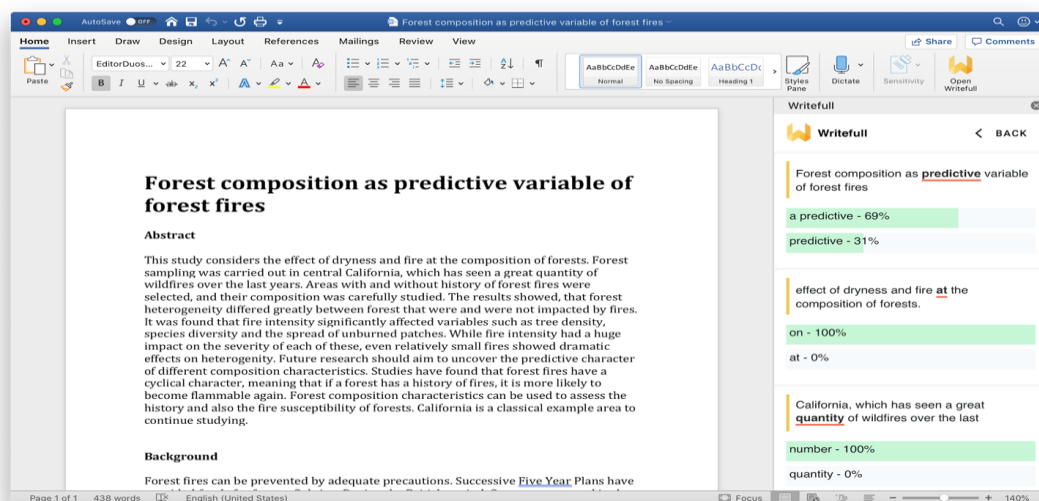 AutoSave OFF
Forest composition as predictive variable of forest fires
Home Insert Draw Design Layout References Mailings Review View
Share Comments
Paste
EditorDuos... 22 A A Aa A
B I U ab x₂ x² A A
AaBbCcDdEe AaBbCcDdEe AaBbCcDc
Normal No Spacing Heading 1
Styles Pane
Dictate
Sensitivity
Open Writefull
Writefull
Writefull
BACK
Forest composition as predictive variable of
forest fires
Abstract
This study considers the effect of dryness and fire at the composition of forests. Forest
sampling was carried out in central California, which has seen a great quantity of
wildfires over the last years. Areas with and without history of forest fires were
selected, and their composition was carefully studied. The results showed, that forest
heterogeneity differed greatly between forest that were and were not impacted by fires.
It was found that fire intensity significantly affected variables such as tree density,
species diversity and the spread of unburned patches. While fire intensity had a huge
impact on the severity of each of these, even relatively small fires showed dramatic
effects on heterogenity. Future research should aim to uncover the predictive character
of different composition characteristics. Studies have found that forest fires have a
cyclical character, meaning that if a forest has a history of fires, it is more likely to
become flammable again. Forest composition characteristics can be used to assess the
history and also the fire susceptibility of forests. California is a classical example area to
continue studying.
Background
Forest fires can be prevented by adequate precautions. Successive Five Year Plans have
Forest composition as predictive variable
of forest fires
a predictive - 69%
predictive - 31%
effect of dryness and fire at the
composition of forests.
on - 100%
at - 0%
California, which has seen a great
quantity of wildfires over the last
number - 100%
quantity - 0%
Page 1 of 1 438 words English (United States)
Focus
140%